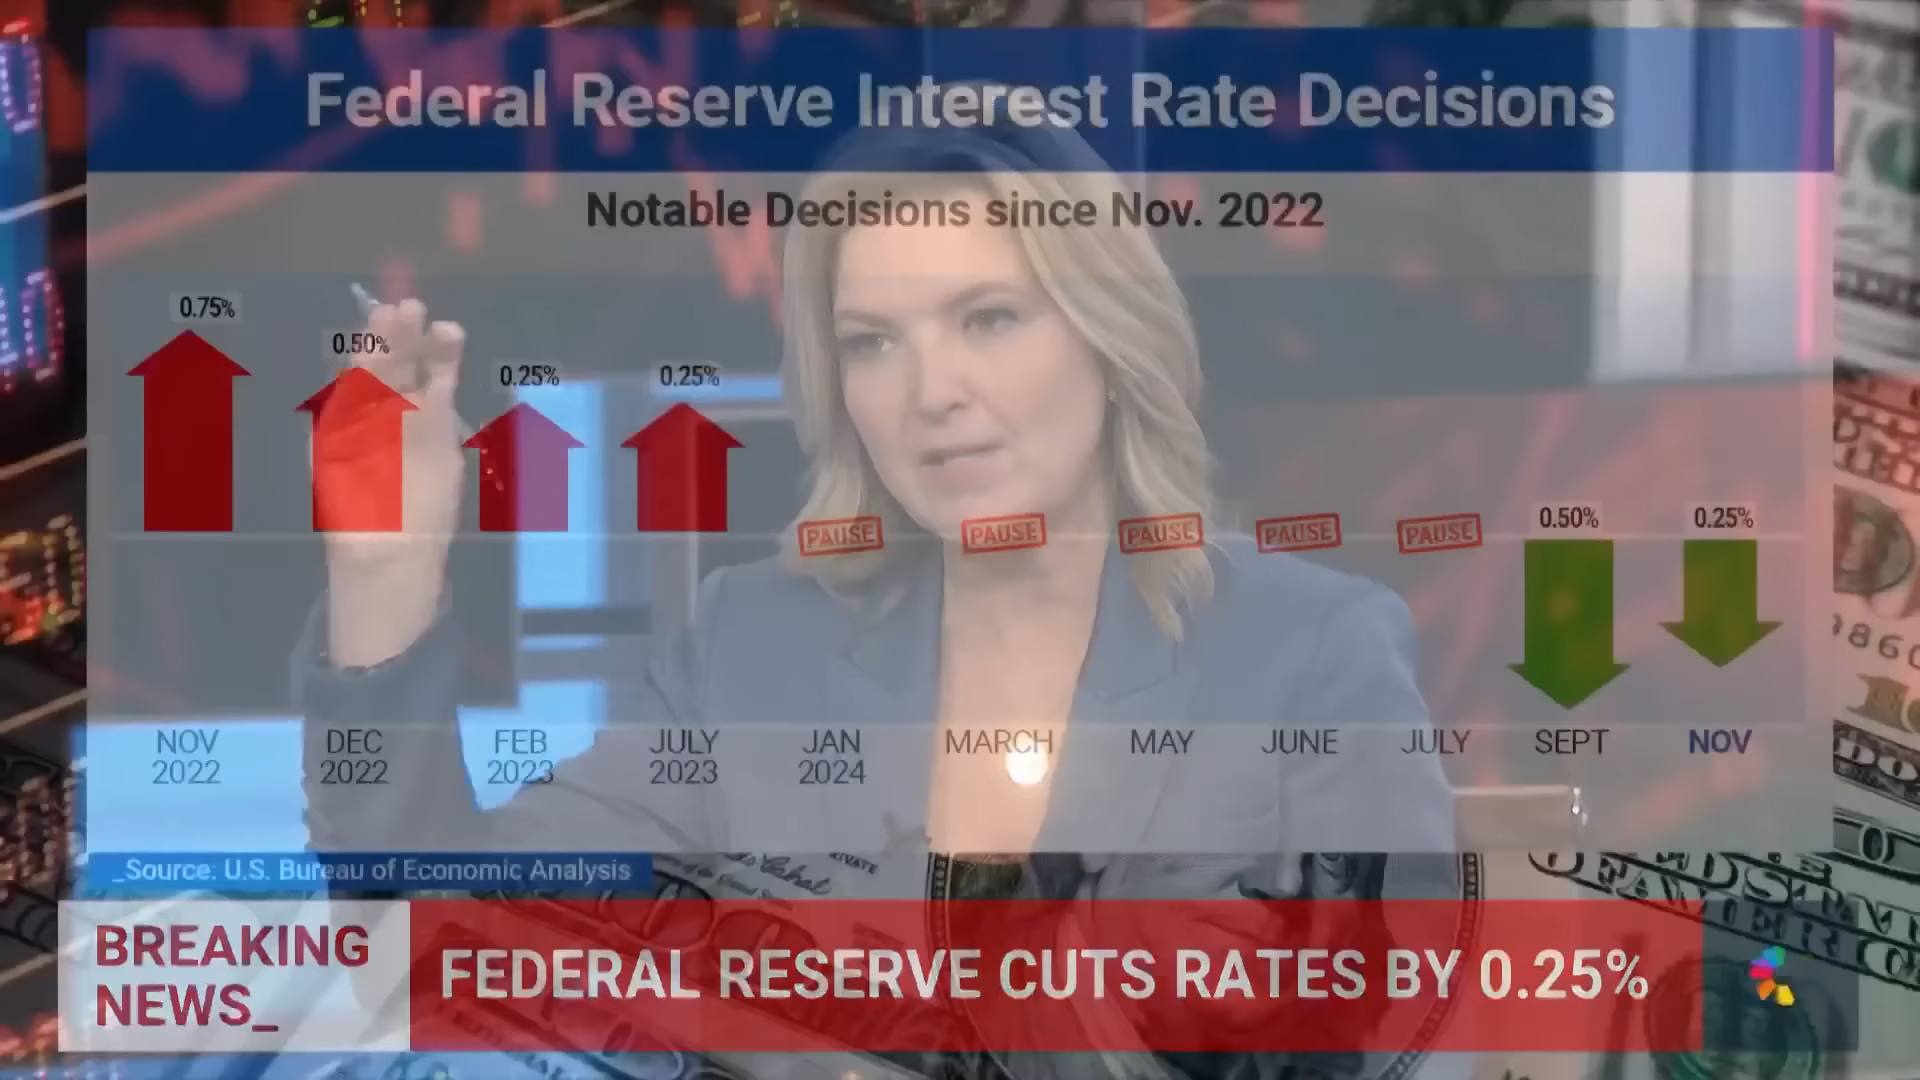 Federal Reserve Interest Rate Decisions
Notable Decisions since Nov. 2022
0.75%
0.50%
0.25%
0.25%
PAUSE
PAUSE
PAUSE
PAUSE
PAUSE
0.50%
0.25%
NOV
2022
DEC
2022
FEB
2023
JULY
2023
JAN
2024
MARCH
MAY
JUNE
JULY
SEPT
NOV
_Source: U.S. Bureau of Economic Analysis
BREAKING
NEWS_
FEDERAL RESERVE CUTS RATES BY 0.25%